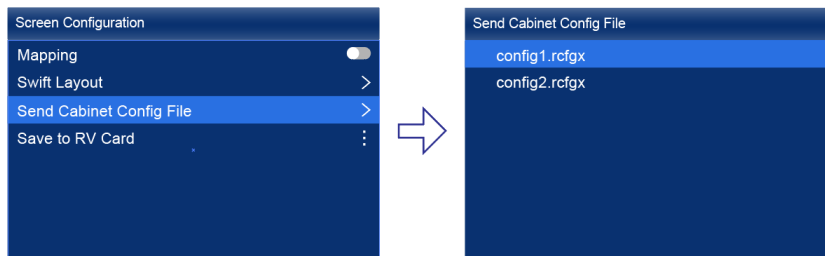 Screen Configuration
Mapping
Swift Layout
Send Cabinet Config File
Save to RV Card
Send Cabinet Config File
config1.rcfgx
config2.rcfgx